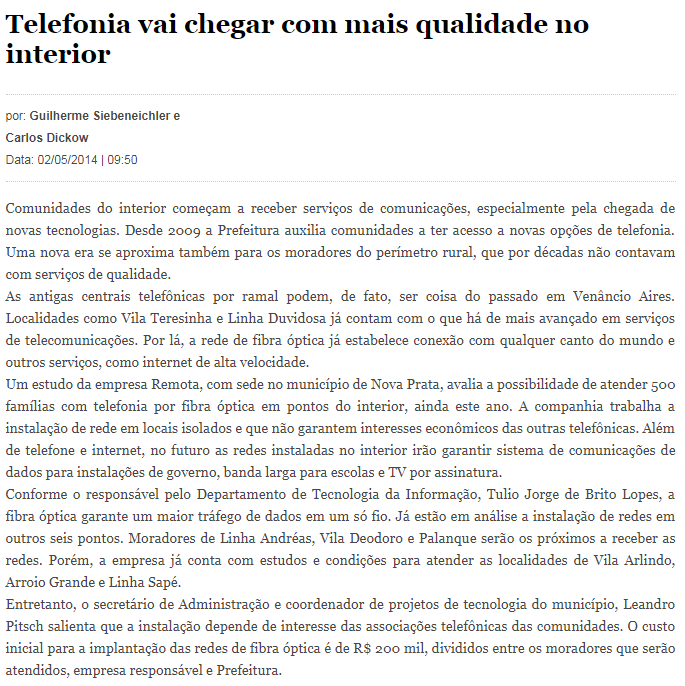 Telefonia vai chegar com mais qualidade no
interior
por: Guilherme Siebeneichler e
Carlos Dickow
Data: 02/05/2014 | 09:50
Comunidades do interior começam a receber serviços de comunicações, especialmente pela chegada de
novas tecnologias. Desde 2009 a Prefeitura auxilia comunidades a ter acesso a novas opções de telefonia.
Uma nova era se aproxima também para os moradores do perímetro rural, que por décadas não contavam
com serviços de qualidade.
As antigas centrais telefônicas por ramal podem, de fato, ser coisa do passado em Venâncio Aires.
Localidades como Vila Teresinha e Linha Duvidosa já contam com o que há de mais avançado em serviços
de telecomunicações. Por lá, a rede de fibra óptica já estabelece conexão com qualquer canto do mundo e
outros serviços, como internet de alta velocidade.
Um estudo da empresa Remota, com sede no município de Nova Prata, avalia a possibilidade de atender 500
famílias com telefonia por fibra óptica em pontos do interior, ainda este ano. A companhia trabalha a
instalação de rede em locais isolados e que não garantem interesses econômicos das outras telefônicas. Além
de telefone e internet, no futuro as redes instaladas no interior irão garantir sistema de comunicações de
dados para instalações de governo, banda larga para escolas e TV por assinatura.
Conforme o responsável pelo Departamento de Tecnologia da Informação, Tulio Jorge de Brito Lopes, a
fibra óptica garante um maior tráfego de dados em um só fio. Já estão em análise a instalação de redes em
outros seis pontos. Moradores de Linha Andréas, Vila Deodoro e Palanque serão os próximos a receber as
redes. Porém, a empresa já conta com estudos e condições para atender as localidades de Vila Arlindo,
Arroio Grande e Linha Sapé.
Entretanto, o secretário de Administração e coordenador de projetos de tecnologia do município, Leandro
Pitsch salienta que a instalação depende de interesse das associações telefônicas das comunidades. O custo
inicial para a implantação das redes de fibra óptica é de R$ 200 mil, divididos entre os moradores que serão
atendidos, empresa responsável e Prefeitura.